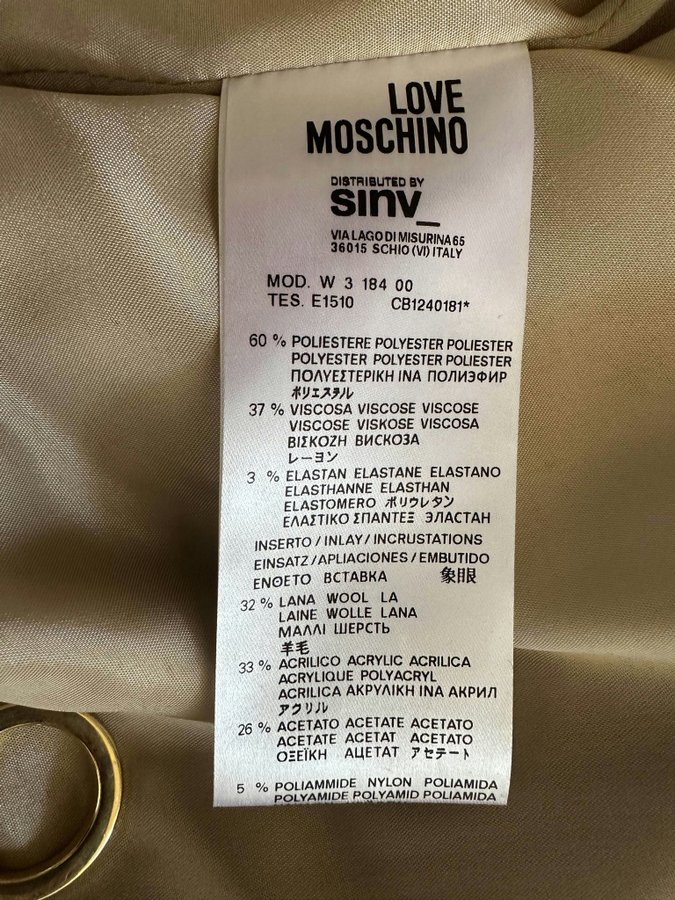 LOVE
MOSCHINO
DISTRIBUTED BY
sinv_
VIA LAGO DI MISURINA 65
36015 SCHIO (VI) ITALY
MOD. W 3 184 00
TES. E1510 CB1240181*
60 % POLIESTERE POLYESTER POLIESTER
POLYESTER POLYESTER POLIESTER
ΠΟΛΥΕΣΤΕΡΙΚΗ ΙΝΑ ПОЛИЭФИР
ポリエステル
37 % VISCOSA VISCOSE VISCOSE
VISCOSE VISKOSE VISCOSA
ΒΙΣΚΟΖΗ ВИСКОЗА
レーヨン
3 % ELASTAN ELASTANE ELASTANO
ELASTHANNE ELASTHAN
ELASTOMERO ポリウレタン
ΕΛΑΣΤΙΚΟ ΣΠΑΝΤΕΞ ЭЛАСТАН
INSERTO / INLAY / INCRUSTATIONS
EINSATZ / APLIACIONES / EMBUTIDO
ΕΝΘΕΤΟ ВСТАВКА 象眼
32 % LANA WOOL LA
LAINE WOLLE LANA
ΜΑΛΛΙ ШЕРСТЬ
羊毛
33 % ACRILICO ACRYLIC ACRILICA
ACRYLIQUE POLYACRYL
ACRILICA ΑΚΡΥΛΙΚΗ ΙΝΑ АКРИЛ
アクリル
26 % ACETATO ACETATE ACETATO
ACETATE ACETAT ACETATO
ΟΞΕΪΚΗ АЦЕТАТ アセテート
5 % POLIAMMIDE NYLON POLIAMIDA
POLYAMIDE POLYAMID POLIAMIDA